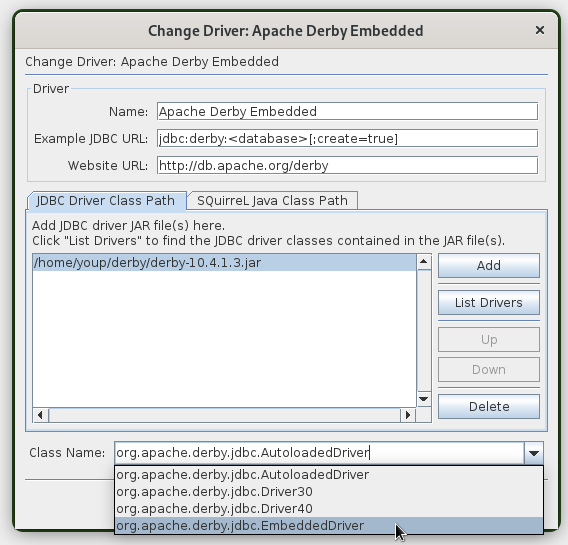 Change Driver: Apache Derby Embedded
Change Driver: Apache Derby Embedded
Driver
Name: Apache Derby Embedded
Example JDBC URL: jdbc:derby:<database>[;create=true]
Website URL: http://db.apache.org/derby
JDBC Driver Class Path SQuirreL Java Class Path
Add JDBC driver JAR file(s) here.
Click "List Drivers" to find the JDBC driver classes contained in the JAR file(s).
/home/youp/derby/derby-10.4.1.3.jar
Add
List Drivers
Up
Down
Delete
Class Name: org.apache.derby.jdbc.AutoloadedDriver
org.apache.derby.jdbc.AutoloadedDriver
org.apache.derby.jdbc.Driver30
org.apache.derby.jdbc.Driver40
org.apache.derby.jdbc.EmbeddedDriver